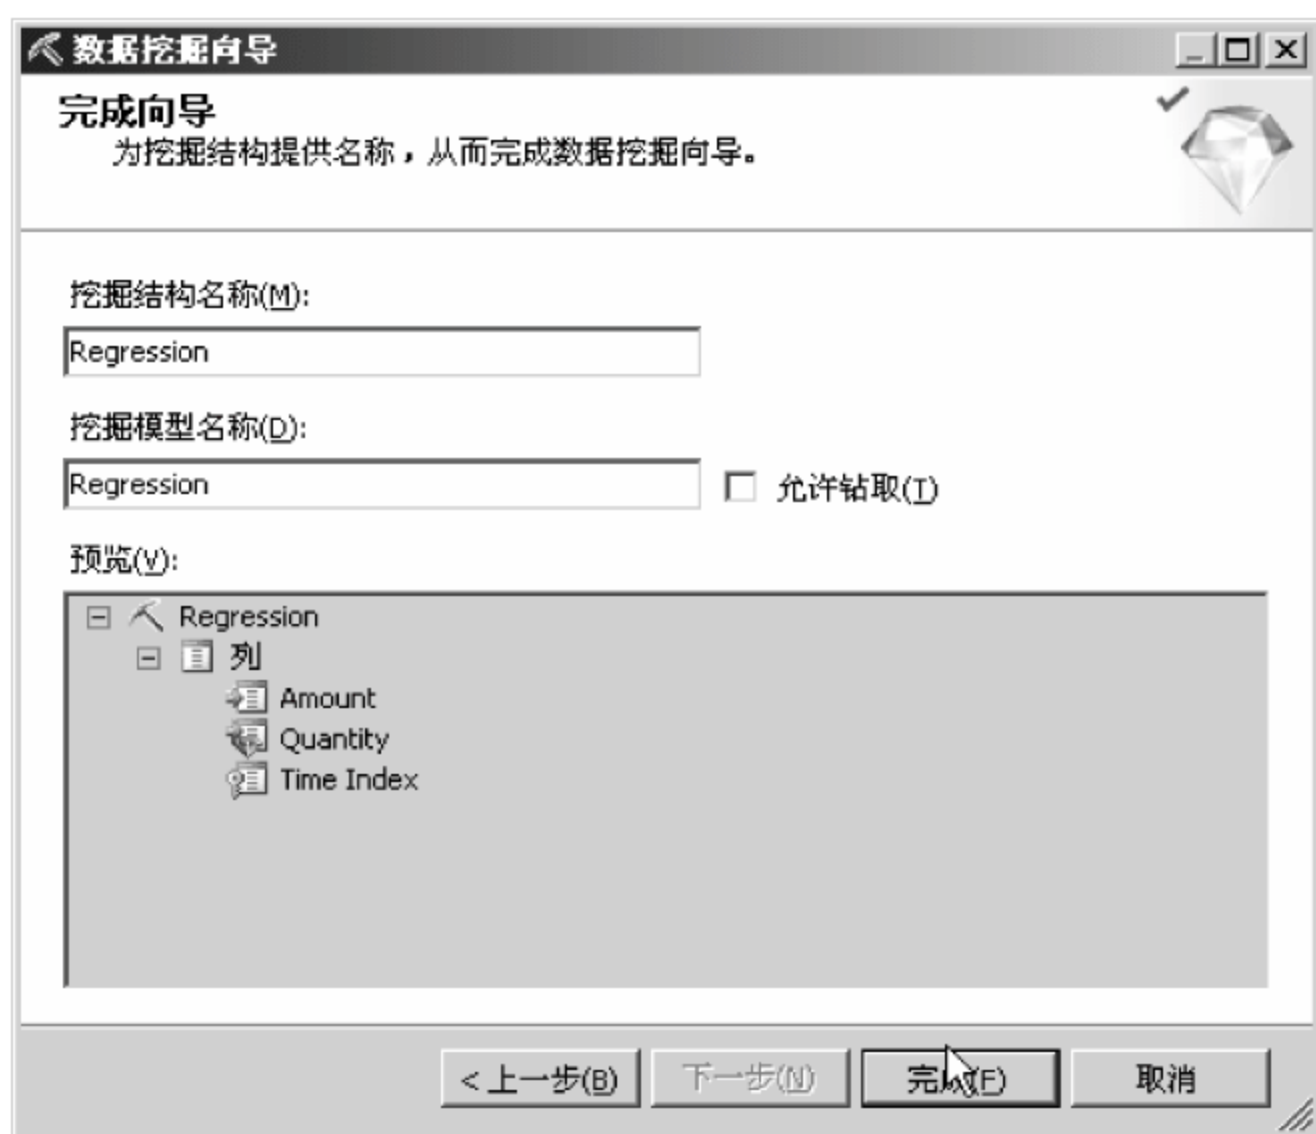 数据挖掘向导
完成向导
为挖掘结构提供名称，从而完成数据挖掘向导。
挖掘结构名称(M):
Regression
挖掘模型名称(D):
Regression
允许钻取(T)
预览(V):
Regression
列
Amount
Quantity
Time Index
< 上一步(B)
下一步(N)
完成(F)
取消